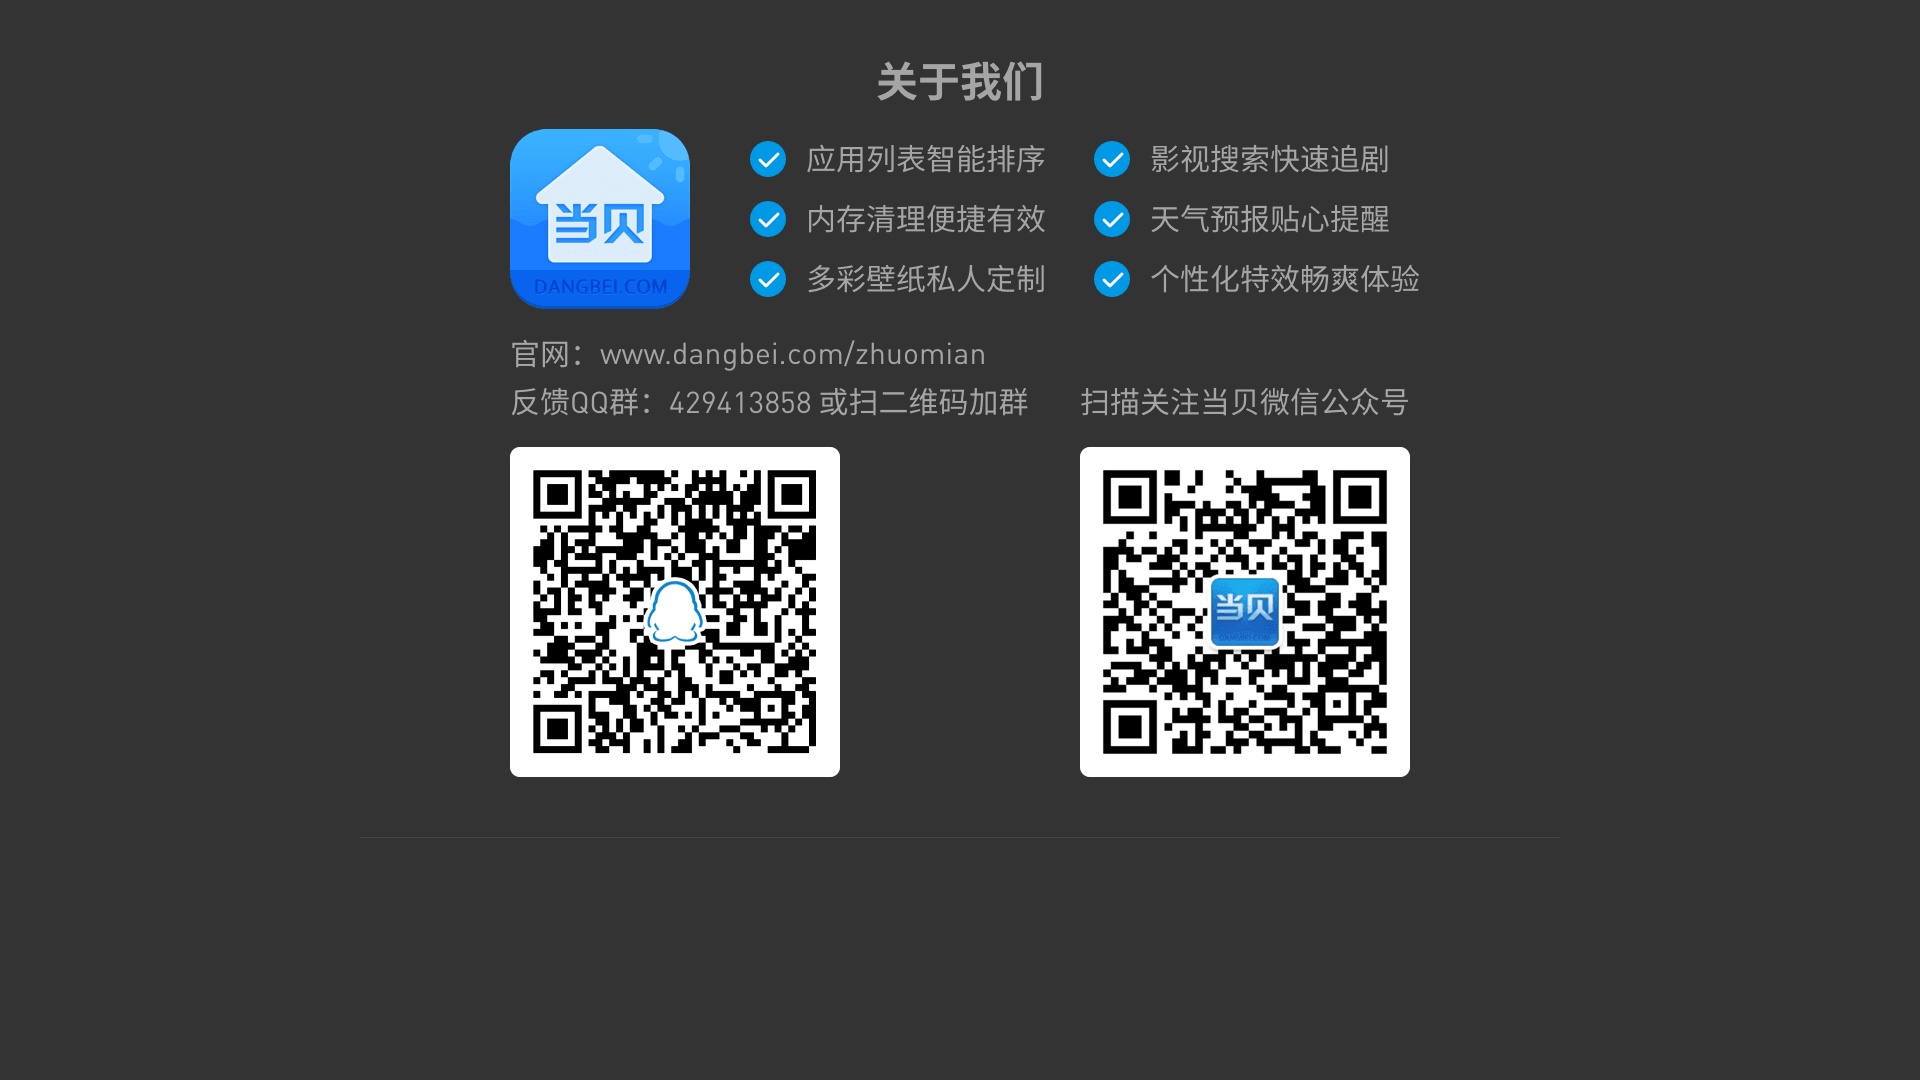 关于我们
当贝
DANGBEI.COM
应用列表智能排序
影视搜索快速追剧
内存清理便捷有效
天气预报贴心提醒
多彩壁纸私人定制
个性化特效畅爽体验
官网：www.dangbei.com/zhuomian
反馈QQ群：429413858 或扫二维码加群
扫描关注当贝微信公众号
当贝
DANGBEI.COM